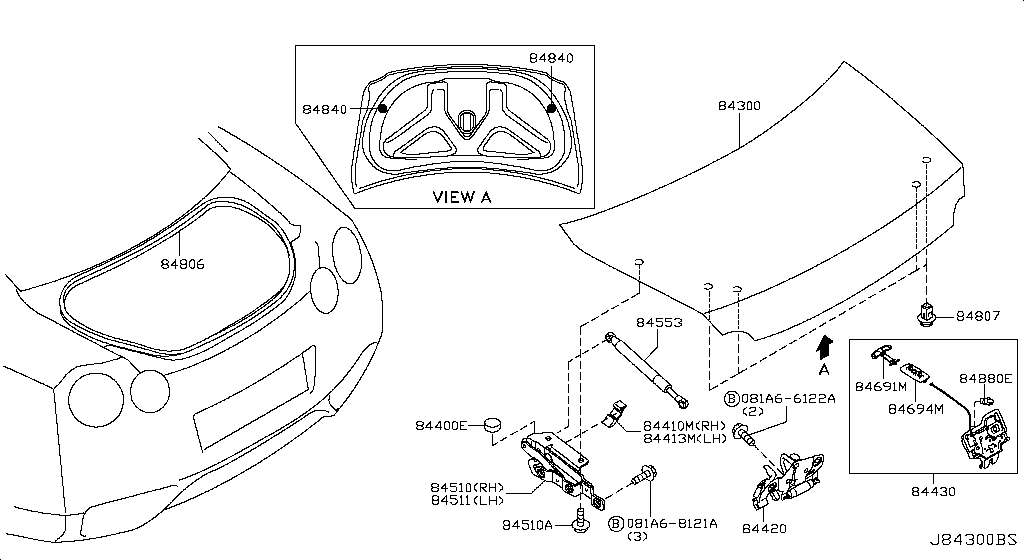 84840
84840
VIEW A
84300
84806
84807
A
84553
84691M
84694M
84880E
84430
B 081A6-6122A
(2)
84400E
84410M(RH)
84413M(LH)
84510(RH)
84511(LH)
84510A
B 081A6-8121A
(3)
84420
J84300BS